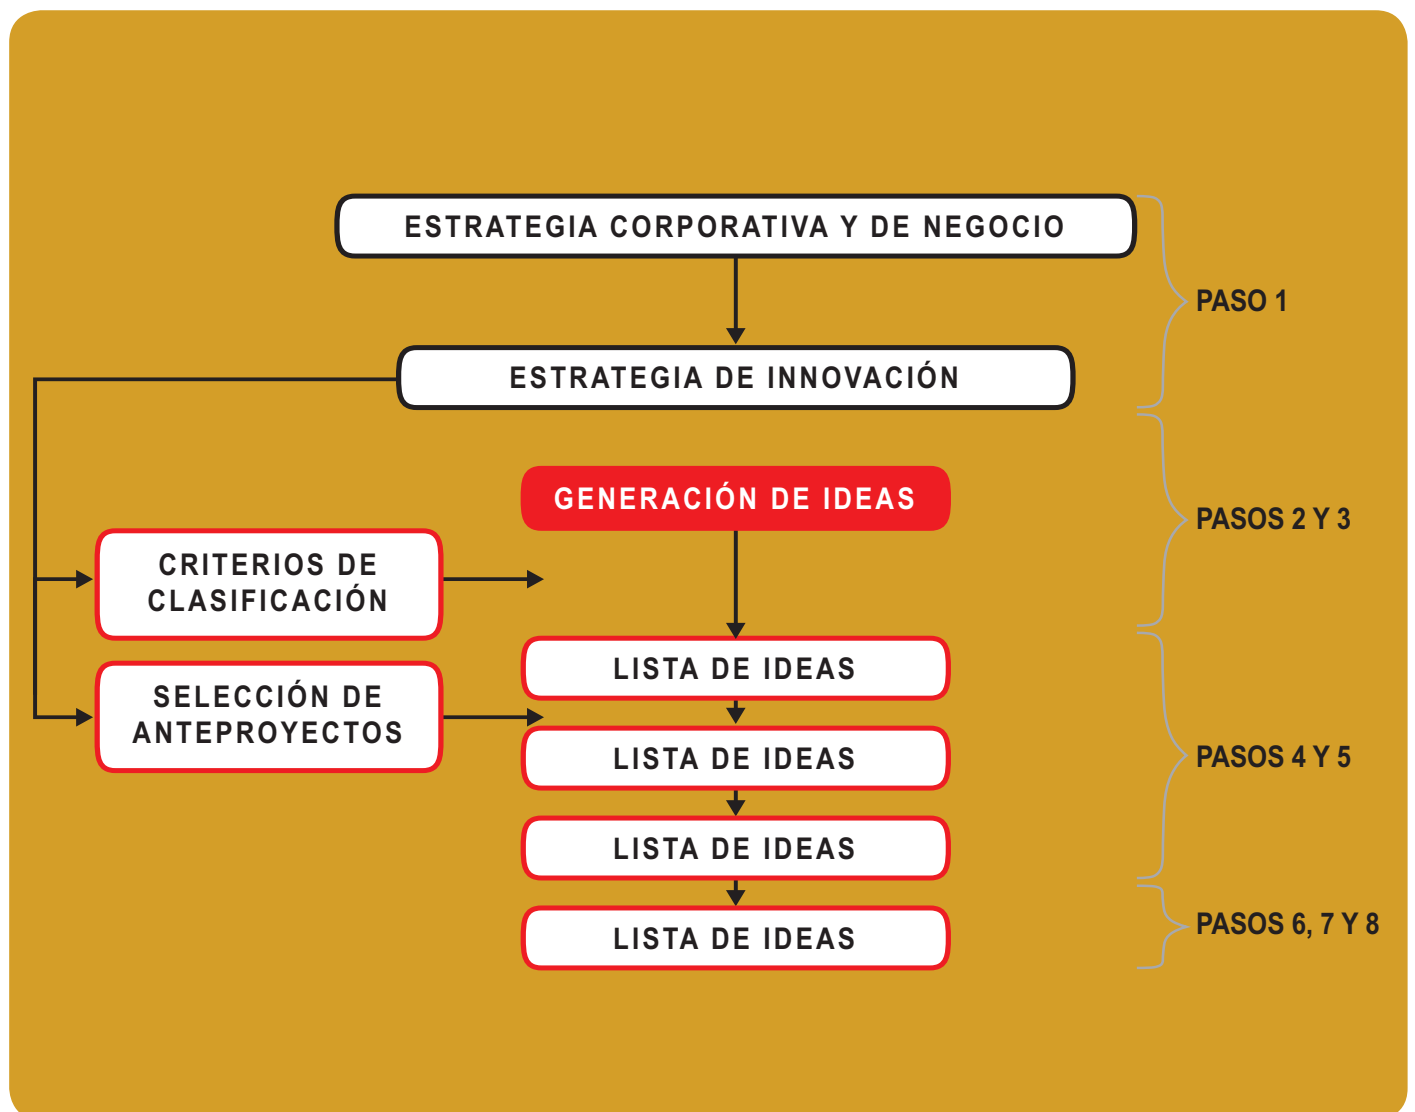 ESTRATEGIA CORPORATIVA Y DE NEGOCIO
PASO 1
ESTRATEGIA DE INNOVACIÓN
GENERACIÓN DE IDEAS
PASOS 2 Y 3
CRITERIOS DE
CLASIFICACIÓN
LISTA DE IDEAS
SELECCIÓN DE
ANTEPROYECTOS
LISTA DE IDEAS
PASOS 4 Y 5
LISTA DE IDEAS
LISTA DE IDEAS
PASOS 6, 7 Y 8